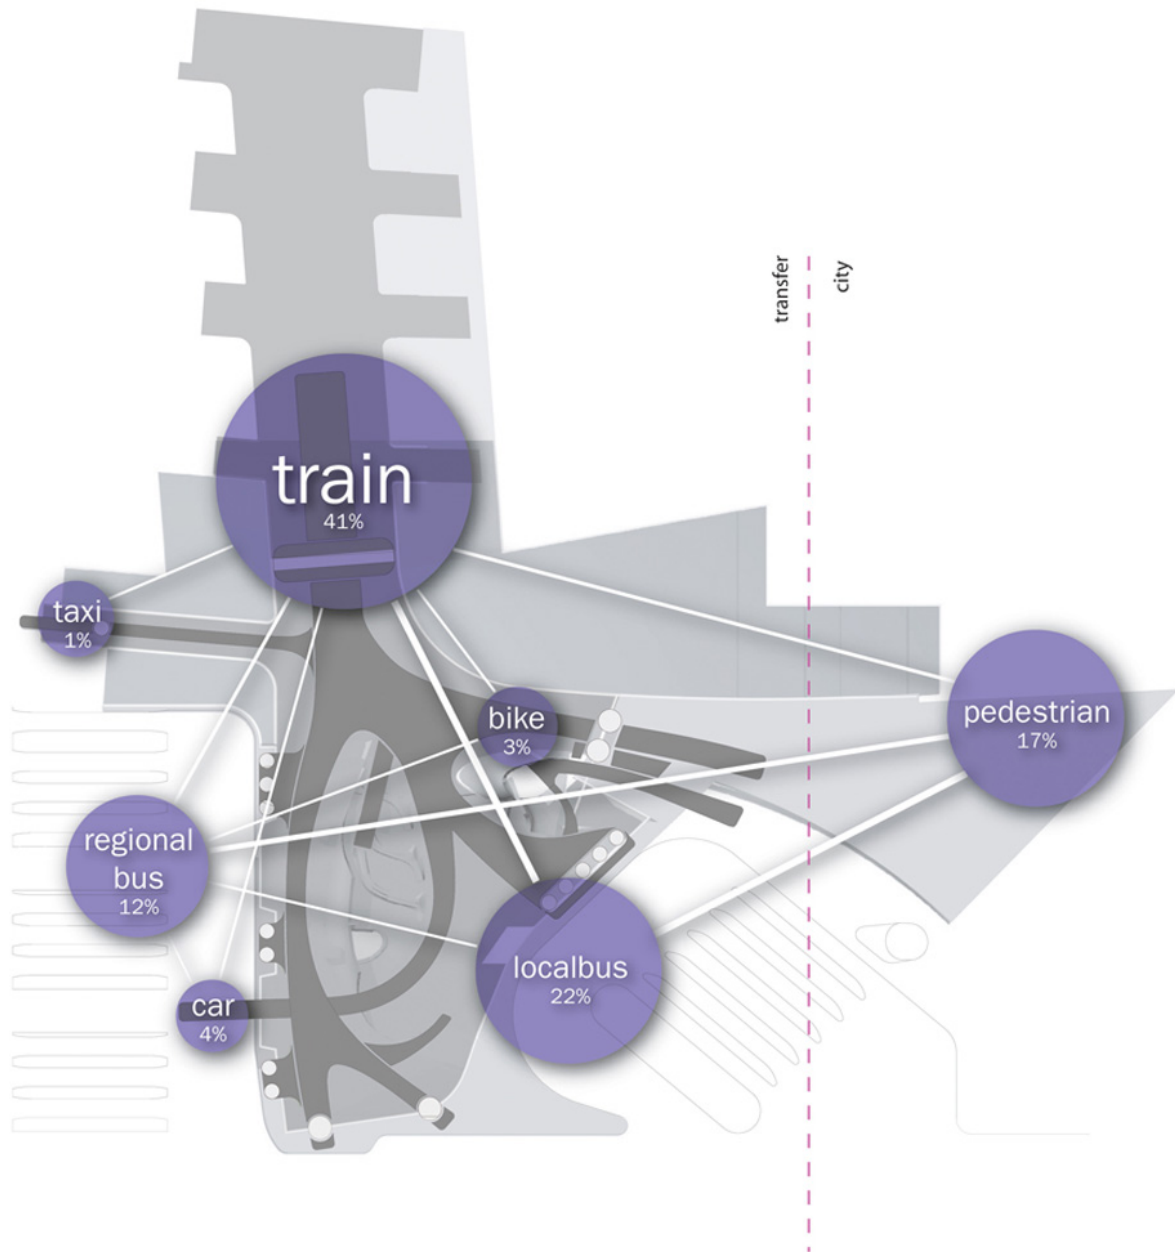 transfer
city
train
41%
taxi
1%
bike
3%
pedestrian
17%
regional
bus
12%
localbus
22%
car
4%